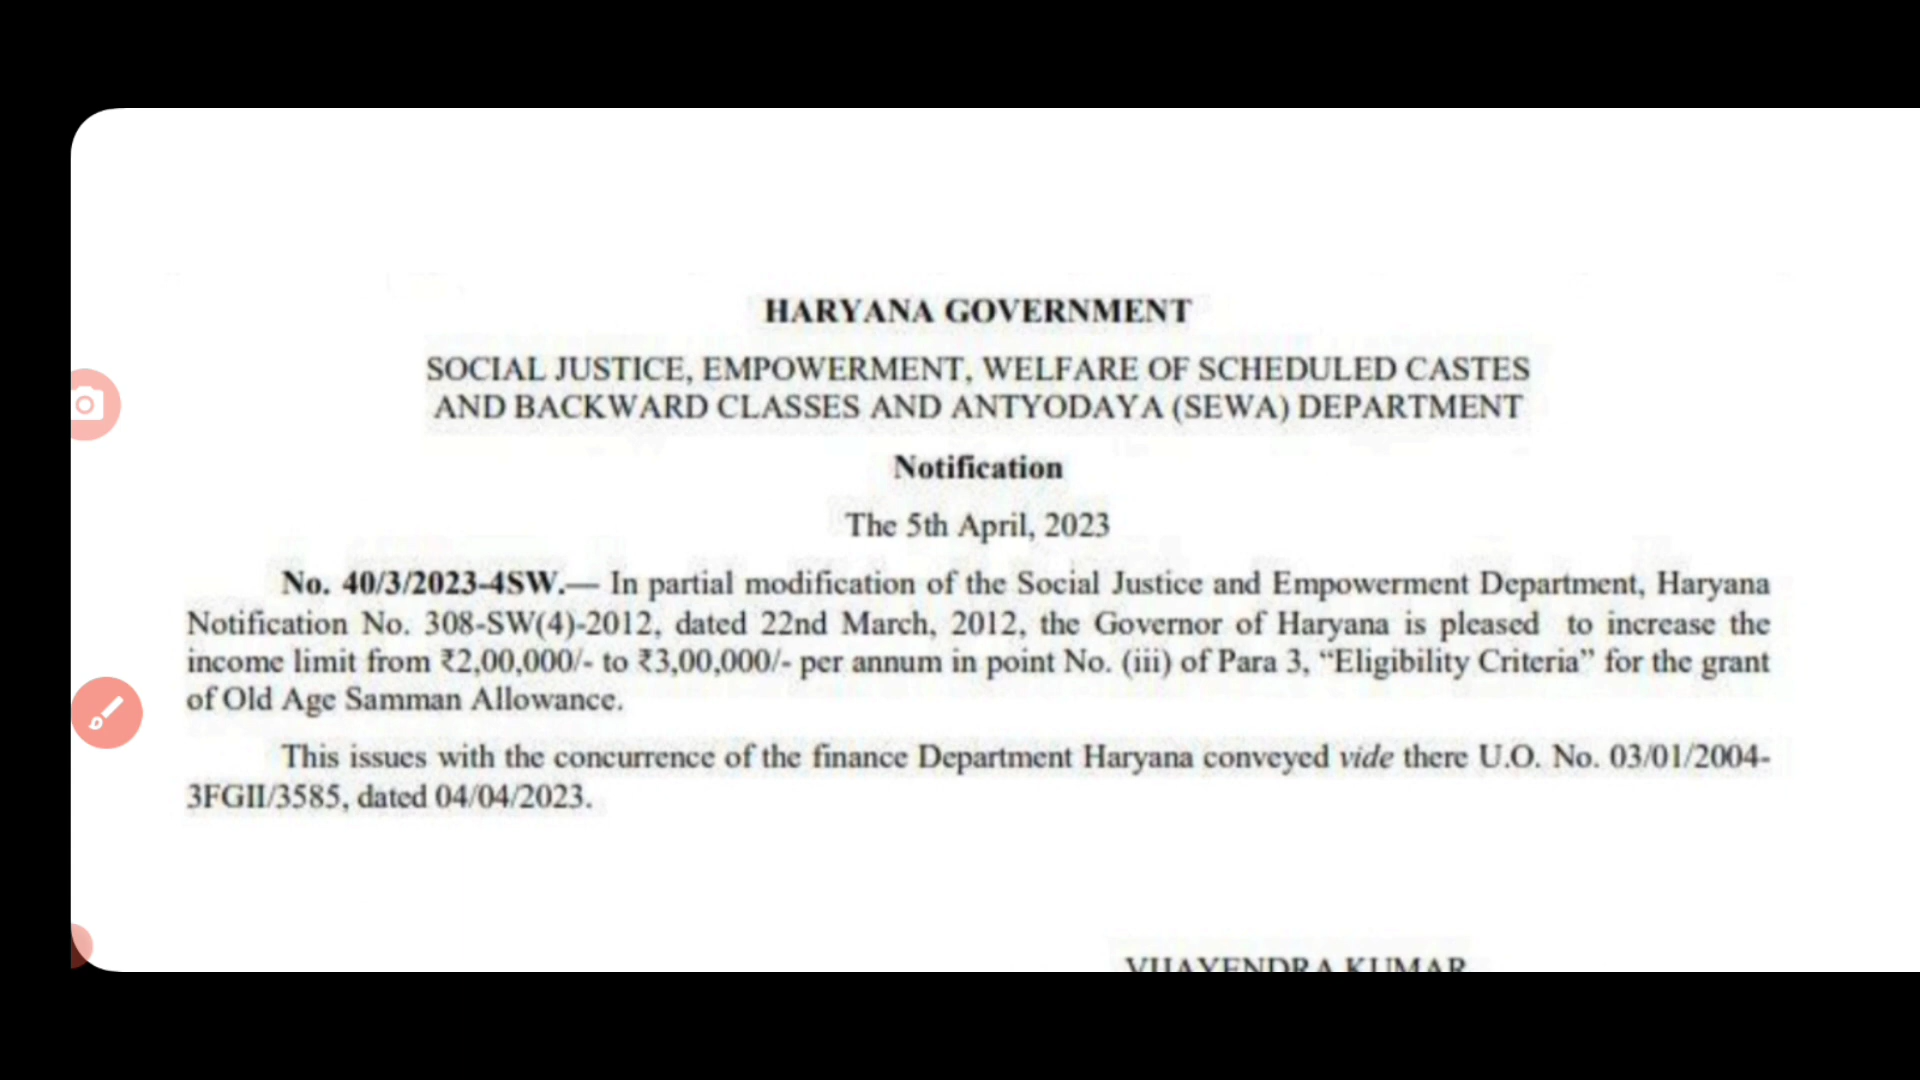 HARYANA GOVERNMENT
SOCIAL JUSTICE, EMPOWERMENT, WELFARE OF SCHEDULED CASTES
AND BACKWARD CLASSES AND ANTYODAYA (SEWA) DEPARTMENT
Notification
The 5th April, 2023
No. 40/3/2023-4SW.— In partial modification of the Social Justice and Empowerment Department, Haryana
Notification No. 308-SW(4)-2012, dated 22nd March, 2012, the Governor of Haryana is pleased to increase the
income limit from ₹2,00,000/- to ₹3,00,000/- per annum in point No. (iii) of Para 3, “Eligibility Criteria” for the grant
of Old Age Samman Allowance.
This issues with the concurrence of the finance Department Haryana conveyed vide there U.O. No. 03/01/2004-
3FGII/3585, dated 04/04/2023.
VIJAYENDRA KUMAR